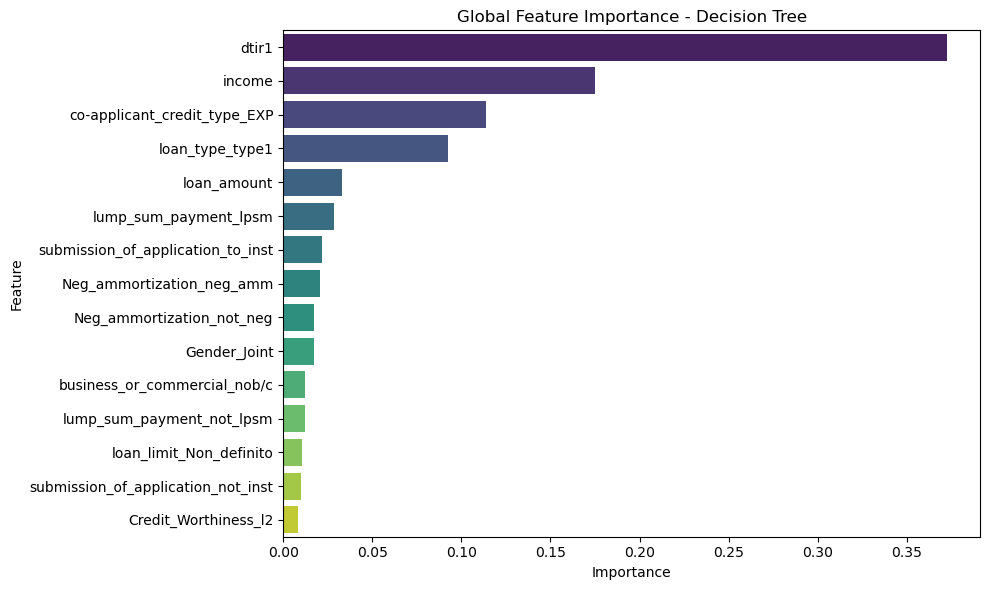 Global Feature Importance - Decision Tree
Feature
dtir1
income
co-applicant_credit_type_EXP
loan_type_type1
loan_amount
lump_sum_payment_lpsm
submission_of_application_to_inst
Neg_ammortization_neg_amm
Neg_ammortization_not_neg
Gender_Joint
business_or_commercial_nob/c
lump_sum_payment_not_lpsm
loan_limit_Non_definito
submission_of_application_not_inst
Credit_Worthiness_l2
0.00 0.05 0.10 0.15 0.20 0.25 0.30 0.35
Importance